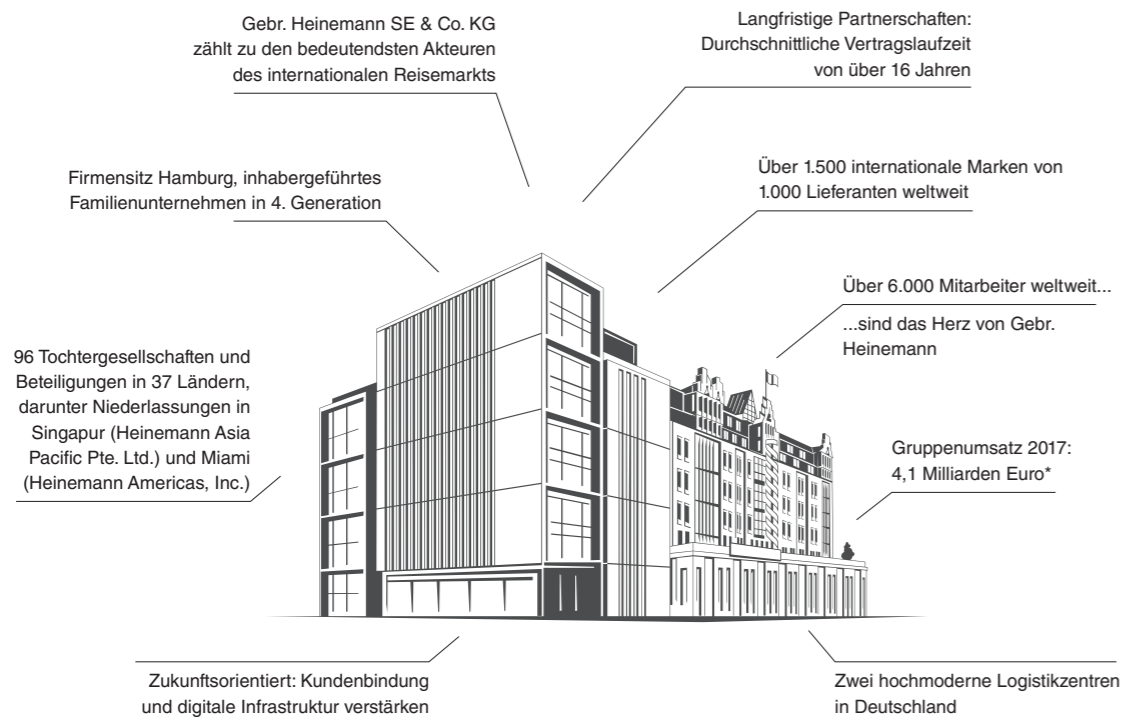 Gebr. Heinemann SE & Co. KG
zählt zu den bedeutendsten Akteuren
des internationalen Reisemarkts
Langfristige Partnerschaften:
Durchschnittliche Vertragslaufzeit
von über 16 Jahren
Firmensitz Hamburg, inhabergeführtes
Familienunternehmen in 4. Generation
Über 1.500 internationale Marken von
1.000 Lieferanten weltweit
Über 6.000 Mitarbeiter weltweit...
...sind das Herz von Gebr.
Heinemann
96 Tochtergesellschaften und
Beteiligungen in 37 Ländern,
darunter Niederlassungen in
Singapur (Heinemann Asia
Pacific Pte. Ltd.) und Miami
(Heinemann Americas, Inc.)
Gruppenumsatz 2017:
4,1 Milliarden Euro*
Zukunftsorientiert: Kundenbindung
und digitale Infrastruktur verstärken
Zwei hochmoderne Logistikzentren
in Deutschland